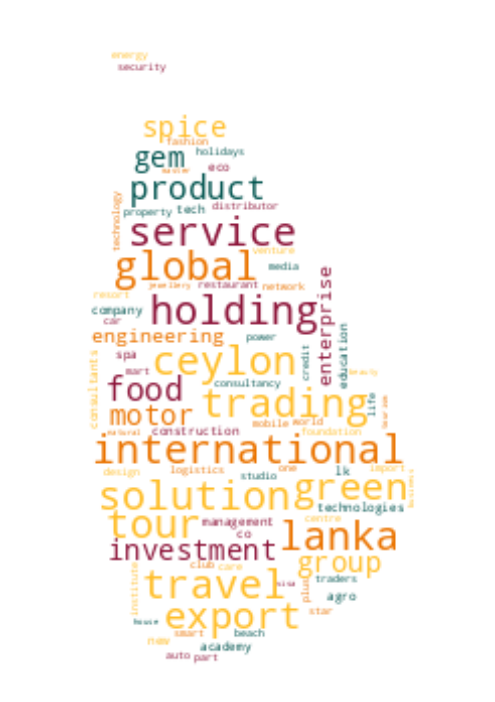 energy
security
spice
fashion
gem holidays
master eco
product
technology property tech distributor
service
venture
global media
jewellery restaurant network
resort
holding enterprise
company
car
engineering power
spa ceylon credit education
mart consultancy beauty
consultants food trading life
motor mobile world
natural construction foundation
international
design logistics one lk import
studio
solution green business
technologies
tour management centre
co lanka
investment group
club care
institute travel sisa plus traders
agro
export star
house
new smart beach
academy
auto part